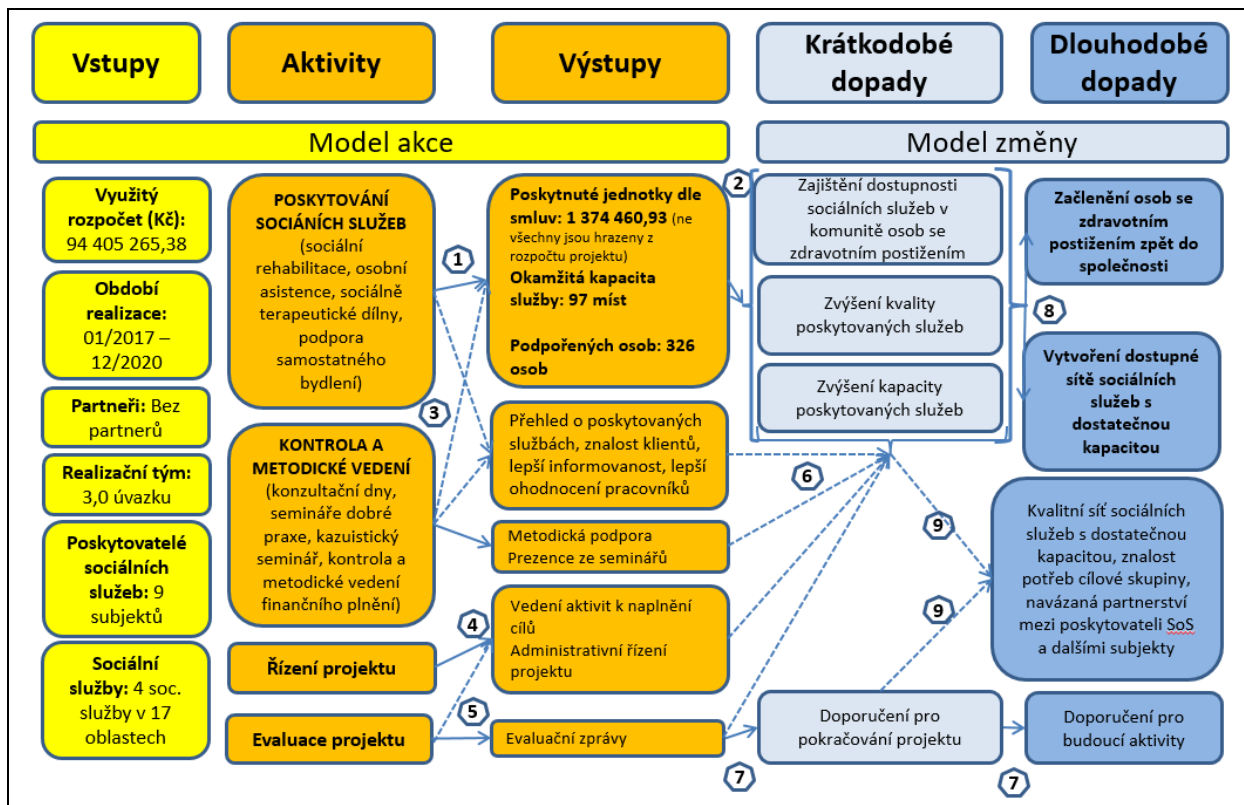 Vstupy
Aktivity
Výstupy
Krátkodobé
dopady
Dlouhodobé
dopady
Model akce
Model změny
Využitý
rozpočet (Kč):
94 405 265,38
Období
realizace:
01/2017 –
12/2020
Partneři: Bez
partnerů
Realizační tým:
3,0 úvazku
Poskytovatelé
sociálních
služeb: 9
subjektů
Sociální
služby: 4 soc.
služby v 17
oblastech
POSKYTOVÁNÍ
SOCIÁNÍCH SLUŽEB
(sociální
rehabilitace, osobní
asistence, sociálně
terapeutické dílny,
podpora
samostatného
bydlení)
KONTROLA A
METODICKÉ VEDENÍ
(konzultační dny,
semináře dobré
praxe, kazuistický
seminář, kontrola a
metodické vedení
finančního plnění)
Řízení projektu
Evaluace projektu
1
3
4
5
Poskytnuté jednotky dle
smluv: 1 374 460,93 (ne
všechny jsou hrazeny z
rozpočtu projektu)
Okamžitá kapacita
služby: 97 míst
Podpořených osob: 326
osob
Přehled o poskytovaných
službách, znalost klientů,
lepší informovanost, lepší
ohodnocení pracovníků
Metodická podpora
Prezence ze seminářů
Vedení aktivit k naplnění
cílů
Administrativní řízení
projektu
Evaluační zprávy
2
6
7
Zajištění dostupnosti
sociálních služeb v
komunitě osob se
zdravotním postižením
Zvýšení kvality
poskytovaných služeb
Zvýšení kapacity
poskytovaných služeb
Doporučení pro
pokračování projektu
8
9
9
7
Začlenění osob se
zdravotním
postižením zpět do
společnosti
Vytvoření dostupné
sítě sociálních
služeb s
dostatečnou
kapacitou
Kvalitní síť sociálních
služeb s dostatečnou
kapacitou, znalost
potřeb cílové skupiny,
navázaná partnerství
mezi poskytovateli SoS
a dalšími subjekty
Doporučení pro
budoucí aktivity